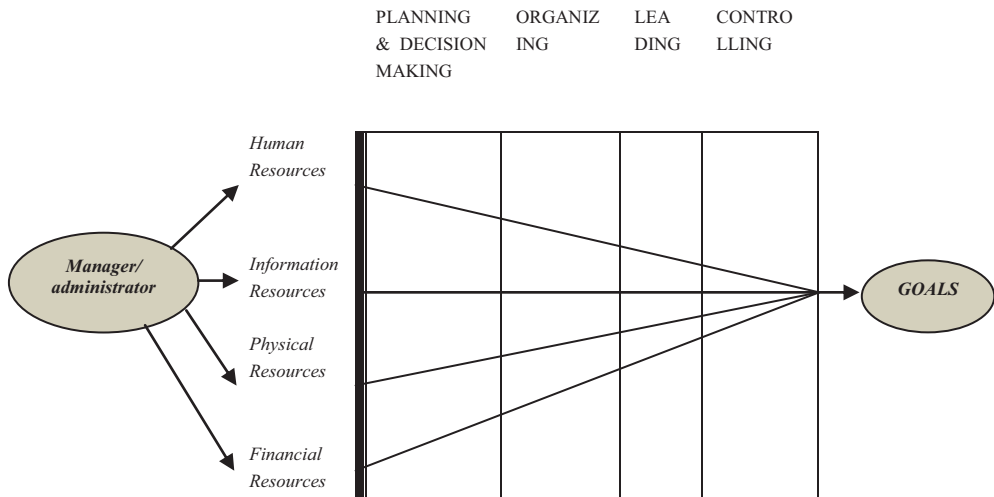 PLANNING
& DECISION
MAKING
ORGANIZ
ING
LEA
DING
CONTRO
LLING
Human
Resources
Manager/
administrator
Information
Resources
GOALS
Physical
Resources
Financial
Resources